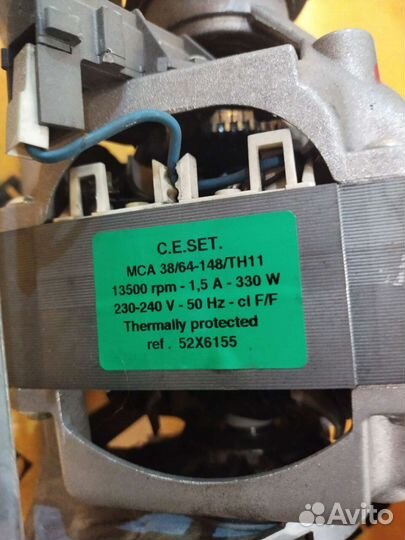 C.E.SET.
MCA 38/64-148/TH11
13500 rpm - 1,5 A - 330 W
230-240 V - 50 Hz - cl F/F
Thermally protected
ref. 52X6155
Avito